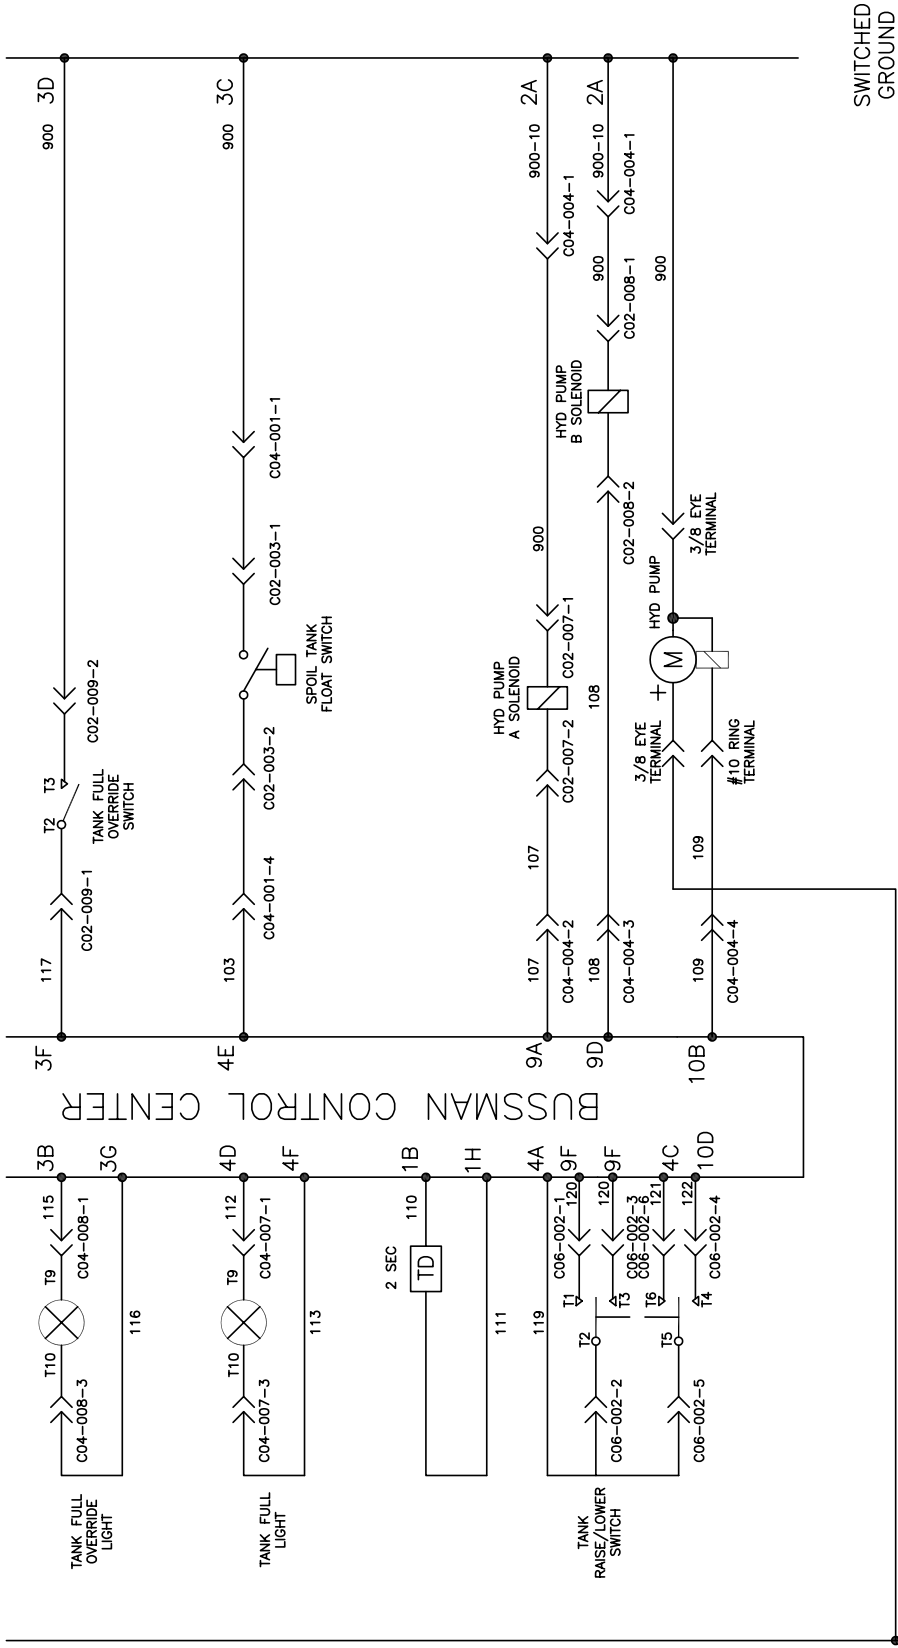 SWITCHED
GROUND
3D
900
C02-009-2
T3
T2
TANK FULL
OVERRIDE
SWITCH
C02-009-1
117
3F
3C
900
C04-001-1
C02-003-1
SPOIL TANK
FLOAT SWITCH
C02-003-2
C04-001-4
103
4E
2A
900-10
C04-004-1
900
C02-007-1
HYD PUMP
A SOLENOID
C02-007-2
107
107
C04-004-2
9A
2A
900-10
C04-004-1
900
C02-008-1
HYD PUMP
B SOLENOID
C02-008-2
108
108
C04-004-3
9D
900
3/8 EYE
TERMINAL
HYD PUMP
M
+
3/8 EYE
TERMINAL
#10 RING
TERMINAL
109
109
C04-004-4
10B
BUSSMAN CONTROL CENTER
3B
115
C04-008-1
T9
T10
C04-008-3
3G
116
TANK FULL
OVERRIDE
LIGHT
4D
112
C04-007-1
T9
T10
C04-007-3
4F
113
TANK FULL
LIGHT
1B
110
2 SEC
TD
1H
111
4A
119
9F
120
C06-002-1
T1
9F
120
C06-002-3
T3
T2
C06-002-2
4C
121
C06-002-6
T6
10D
122
C06-002-4
T4
T5
C06-002-5
TANK
RAISE/LOWER
SWITCH